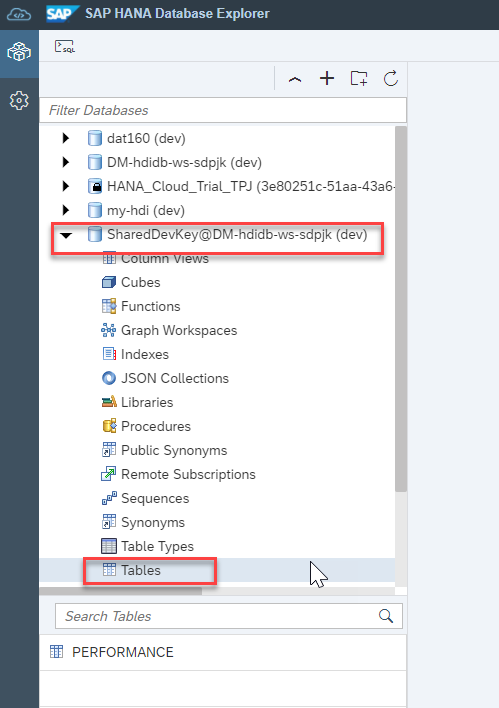 SAP SAP HANA Database Explorer
SQL
Filter Databases
dat160 (dev)
DM-hdidb-ws-sdpjk (dev)
HANA_Cloud_Trial_TPJ (3e80251c-51aa-43a6-
my-hdi (dev)
SharedDevKey@DM-hdidb-ws-sdpjk (dev)
Column Views
Cubes
Functions
Graph Workspaces
Indexes
JSON Collections
Libraries
Procedures
Public Synonyms
Remote Subscriptions
Sequences
Synonyms
Table Types
Tables
Search Tables
PERFORMANCE